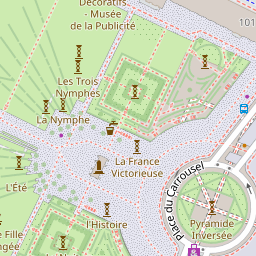 Décoratifs
- Musée
de la Publicité
101
Les Trois
Nymphes
La Nymphe
La France
Victorieuse
L'Été
l'Histoire
Place du Carrousel
Pyramide
Inversée
Fille